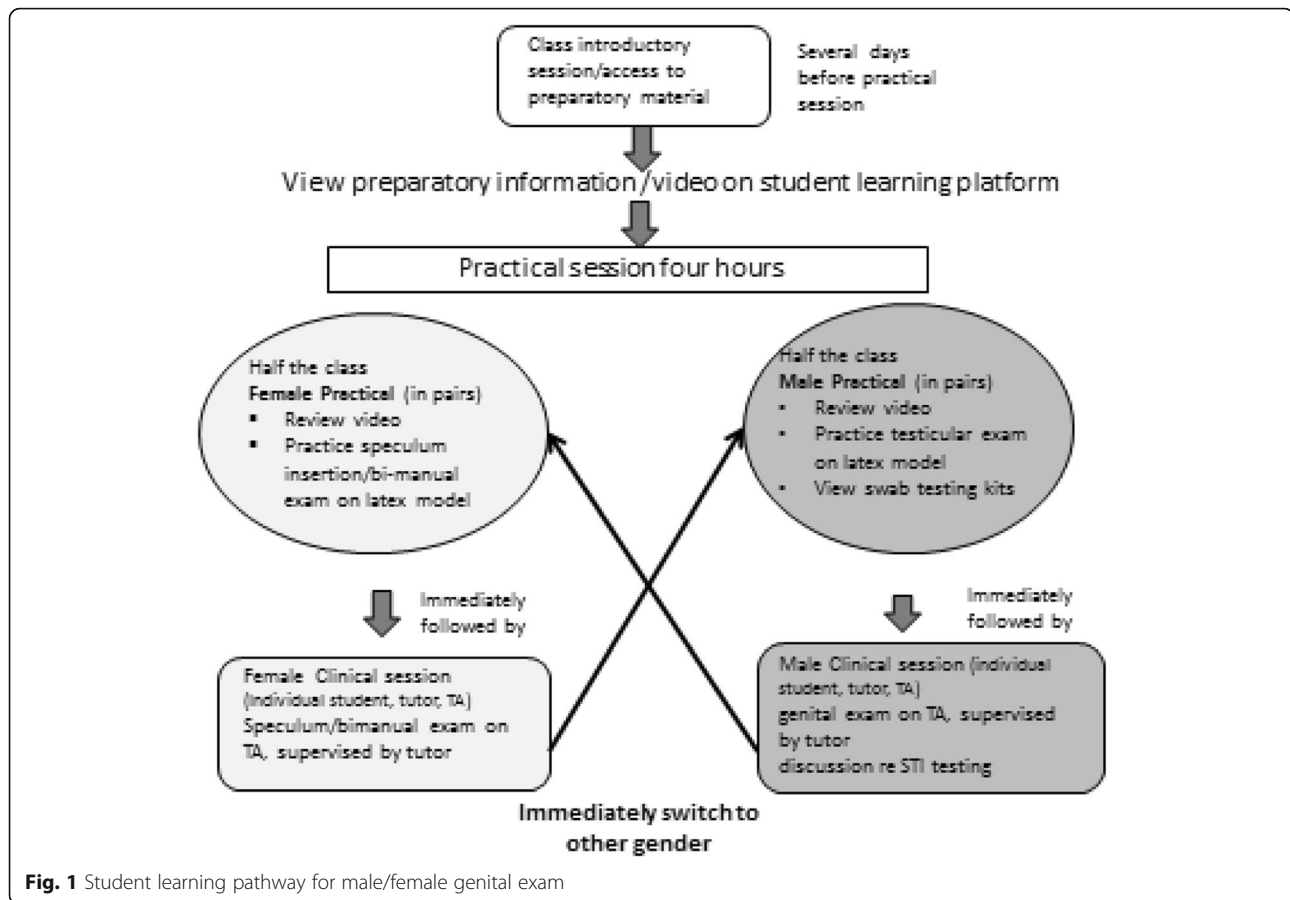 Class introductory
session/access to
preparatory material
Several days
before practical
session
View preparatory information/video on student learning platform
Practical session four hours
Half the class
Female Practical (in pairs)
▪ Review video
▪ Practice speculum
insertion/bi-manual
exam on latex model
Half the class
Male Practical (in pairs)
• Review video
• Practice testicular exam
on latex model
• View swab testing kits
Immediately
followed by
Immediately
followed by
Female Clinical session
(Individual student, tutor, TA)
Speculum/bimanual exam on
TA, supervised by tutor
Male Clinical session (individual
student, tutor, TA)
genital exam on TA, supervised
by tutor
discussion re STI testing
Immediately switch to
other gender
Fig. 1 Student learning pathway for male/female genital exam